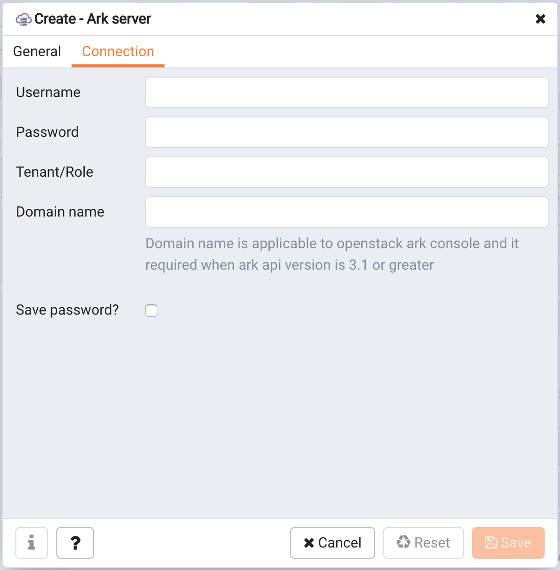 Create - Ark server
General Connection
Username
Password
Tenant/Role
Domain name
Domain name is applicable to openstack ark console and it
required when ark api version is 3.1 or greater
Save password?
i ? Cancel Reset Save